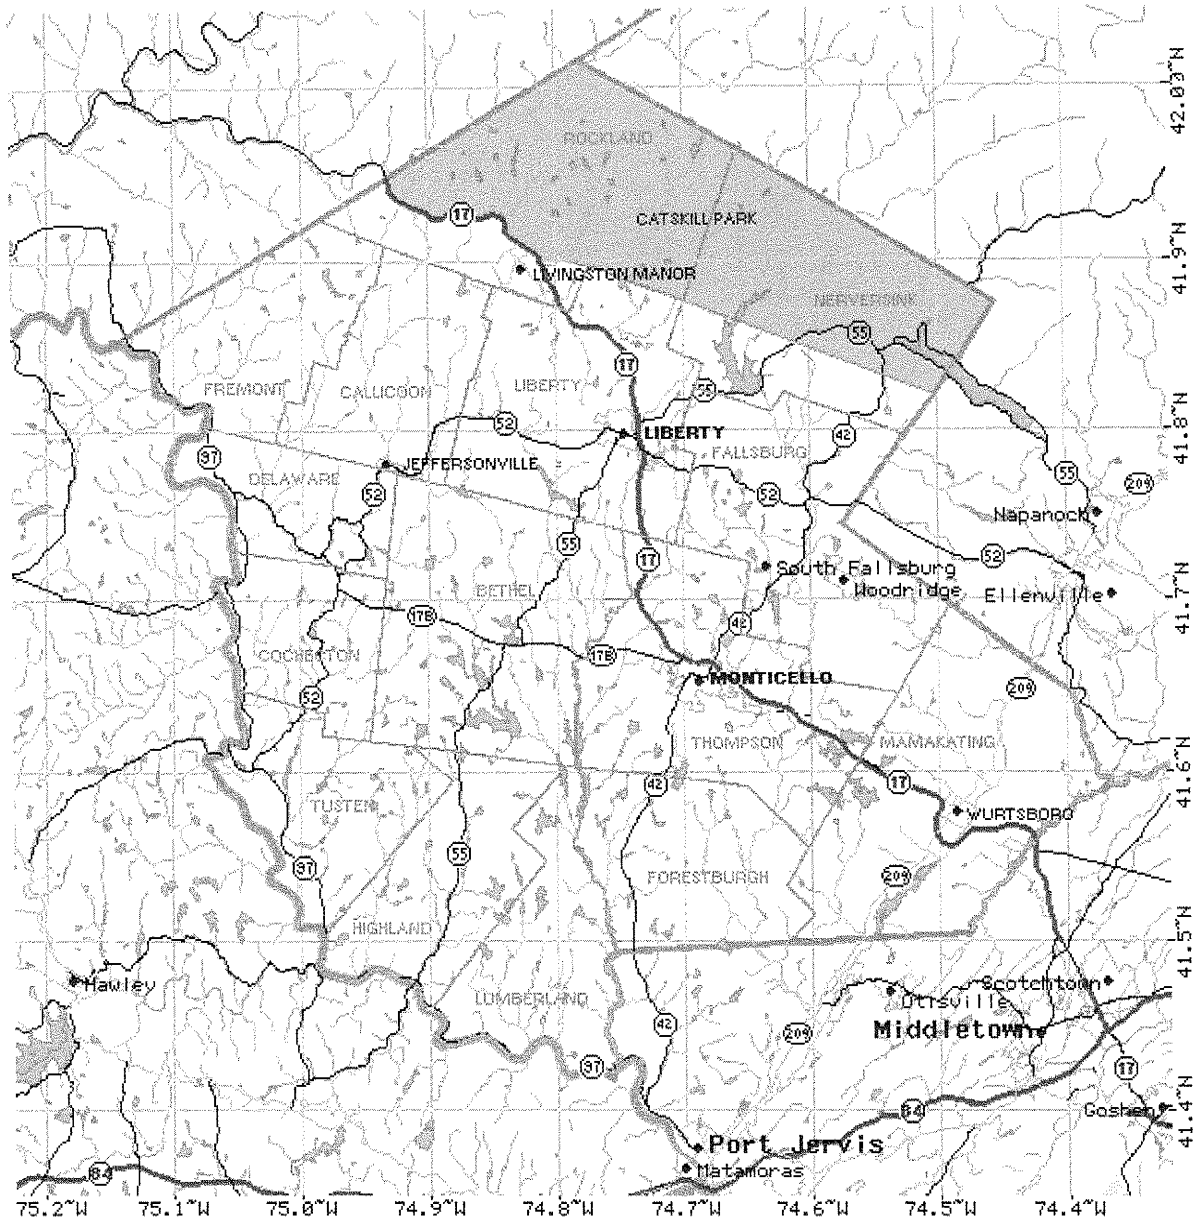 ROCKLAND
42.00~N
17
CATSKILL PARK
41.9~N
LIVINGSTON MANOR
NERVERSINK
55
17
FREMONT
CALLICOON
LIBERTY
55
41.8~N
52
LIBERTY
42
97
JEFFERSONVILLE
FALLSBURG
DELAWARE
52
52
55
209
Napanoch
55
17
52
South Fallsburg
BETHEL
Woodridge
Ellenville
41.7~N
17B
42
COCHECTON
17B
MONTICELLO
52
209
THOMPSON
MAMAKATING
41.6~N
42
17
TUSTEN
WURTSBORO
55
97
FORESTBURGH
209
HIGHLAND
41.5~N
Hawley
Scotchtown
LUMBERLAND
Otisville
42
209
Middletown
97
17
84
Goshen
41.4~N
Port Jervis
84
Matamoras
75.2~W
75.1~W
75.0~W
74.9~W
74.8~W
74.7~W
74.6~W
74.5~W
74.4~W